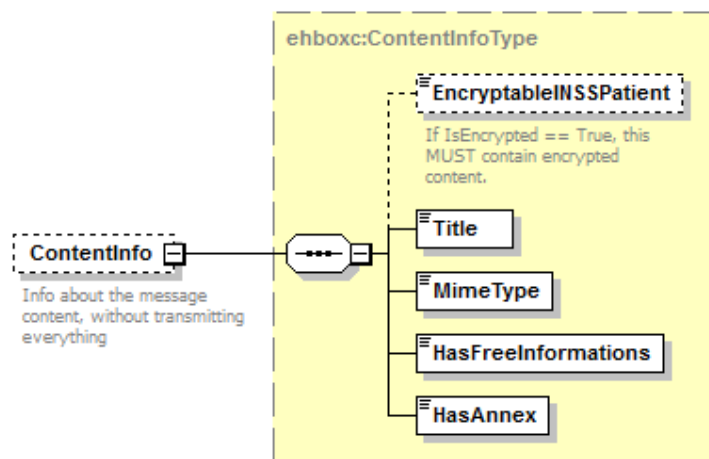 ehboxc:ContentInfoType
EncryptableINSSPatient
If IsEncrypted == True, this
MUST contain encrypted
content.
Title
ContentInfo
Info about the message
content, without transmitting
everything
MimeType
HasFreeInformations
HasAnnex